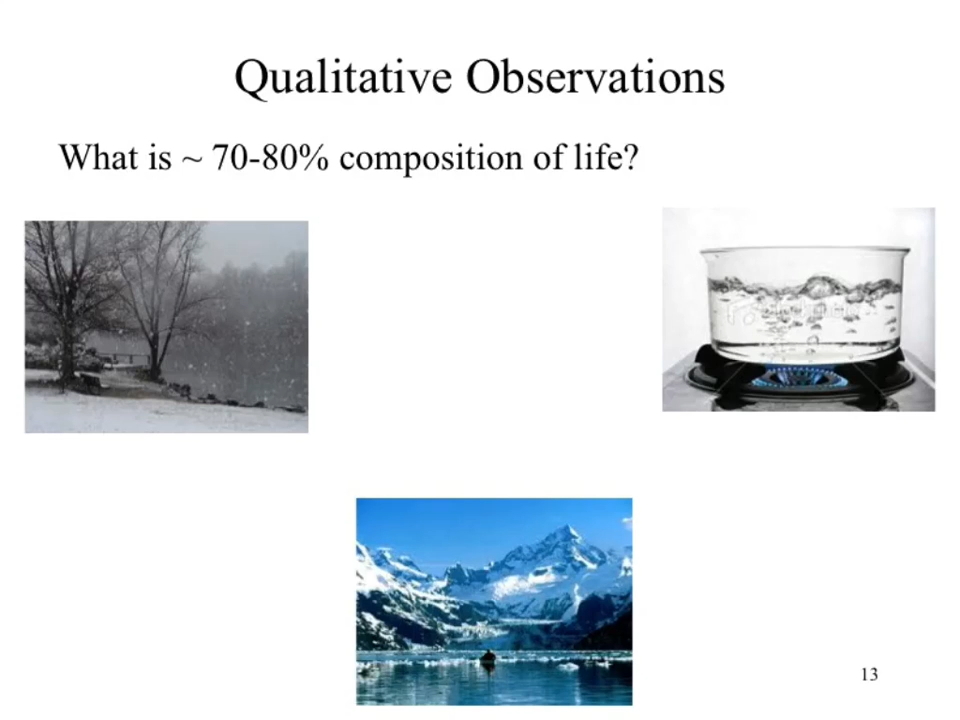 Qualitative Observations
What is ~ 70-80% composition of life?
13